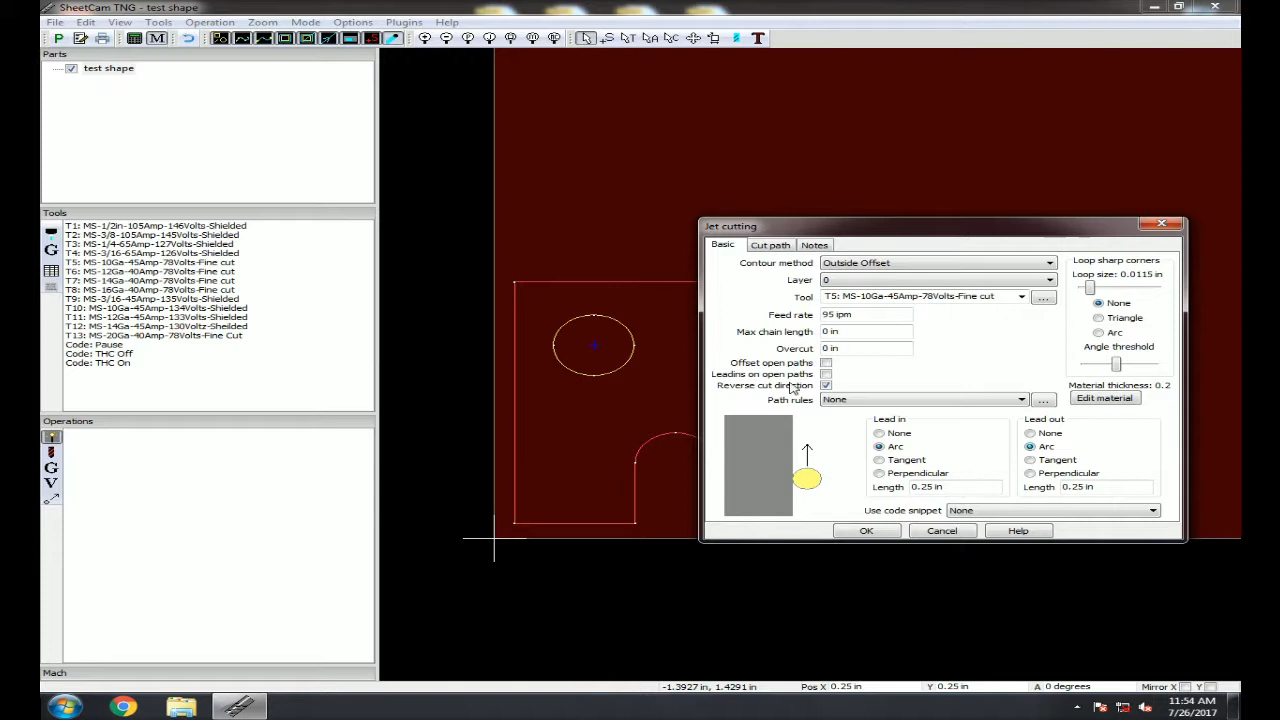 SheetCam TNG - test shape
File Edit View Tools Operation Zoom Mode Options Plugins Help
Parts
test shape
Tools
T1: MS-1/2in-105Amp-146Volts-Shielded
T2: MS-3/8-105Amp-145Volts-Shielded
T3: MS-1/4-65Amp-127Volts-Shielded
T4: MS-3/16-65Amp-126Volts-Shielded
T5: MS-10Ga-45Amp-78Volts-Fine cut
T6: MS-12Ga-40Amp-78Volts-Fine cut
T7: MS-14Ga-40Amp-78Volts-Fine cut
T8: MS-16Ga-40Amp-78Volts-Fine cut
T9: MS-3/16-45Amp-135Volts-Shielded
T10: MS-10Ga-45Amp-134Volts-Shielded
T11: MS-12Ga-45Amp-133Volts-Shielded
T12: MS-14Ga-45Amp-130Voltz-Shielded
T13: MS-20Ga-40Amp-78Volts-Fine Cut
Code: Pause
Code: THC Off
Code: THC On
Operations
Mach
Jet cutting
Basic Cut path Notes
Contour method Outside Offset
Layer 0
Tool T5: MS-10Ga-45Amp-78Volts-Fine cut ...
Feed rate 95 ipm
Max chain length 0 in
Overcut 0 in
Offset open paths
Leadins on open paths
Reverse cut direction
Path rules None ...
Loop sharp corners
Loop size: 0.0115 in
None
Triangle
Arc
Angle threshold
Material thickness: 0.2
Edit material
Lead in
None
Arc
Tangent
Perpendicular
Length 0.25 in
Lead out
None
Arc
Tangent
Perpendicular
Length 0.25 in
Use code snippet None
OK Cancel Help
-1.3927 in, 1.4291 in Pos X 0.25 in Y 0.25 in A 0 degrees Mirror X Y
11:54 AM
7/26/2017